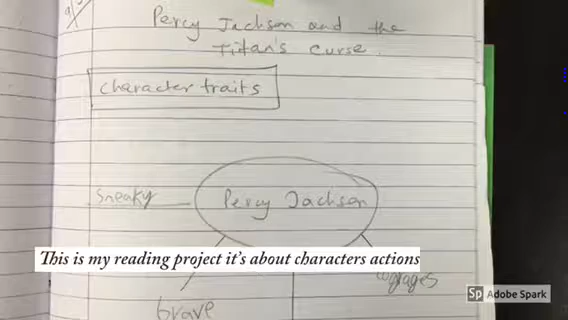 Percy Jackson and the
Titan's curse.
character traits
Sneaky
Percy Jackson
This is my reading project it's about characters actions
brave
Sp Adobe Spark